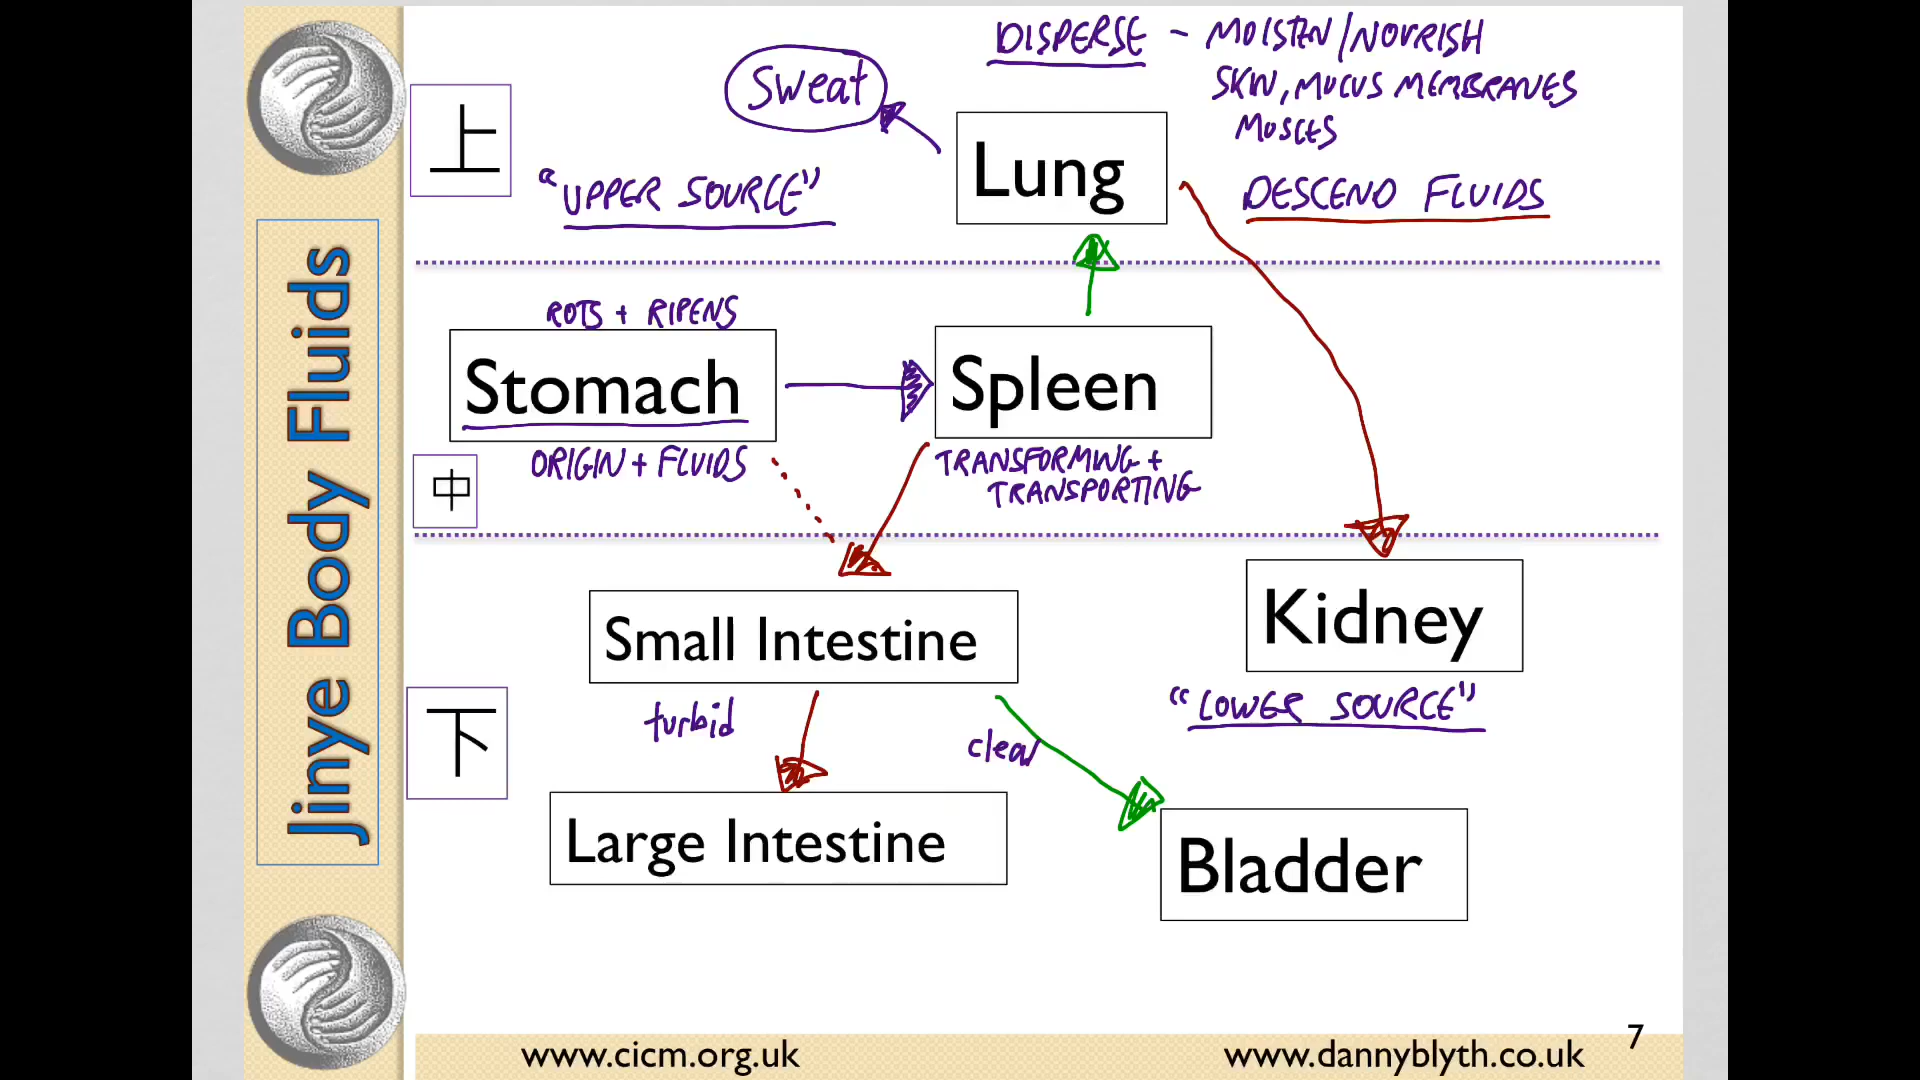 Jinye Body Fluids
上
DISPERSE - MOISTEN/NOURISH
SKIN, MUCUS MEMBRANES
MUSCLES
Sweat
Lung
"UPPER SOURCE"
DESCEND FLUIDS
ROTS + RIPENS
Stomach
Spleen
ORIGIN + FLUIDS
TRANSFORMING +
TRANSPORTING
中
Small Intestine
Kidney
turbid
clear
"LOWER SOURCE"
下
Large Intestine
Bladder
7
www.cicm.org.uk
www.dannyblyth.co.uk